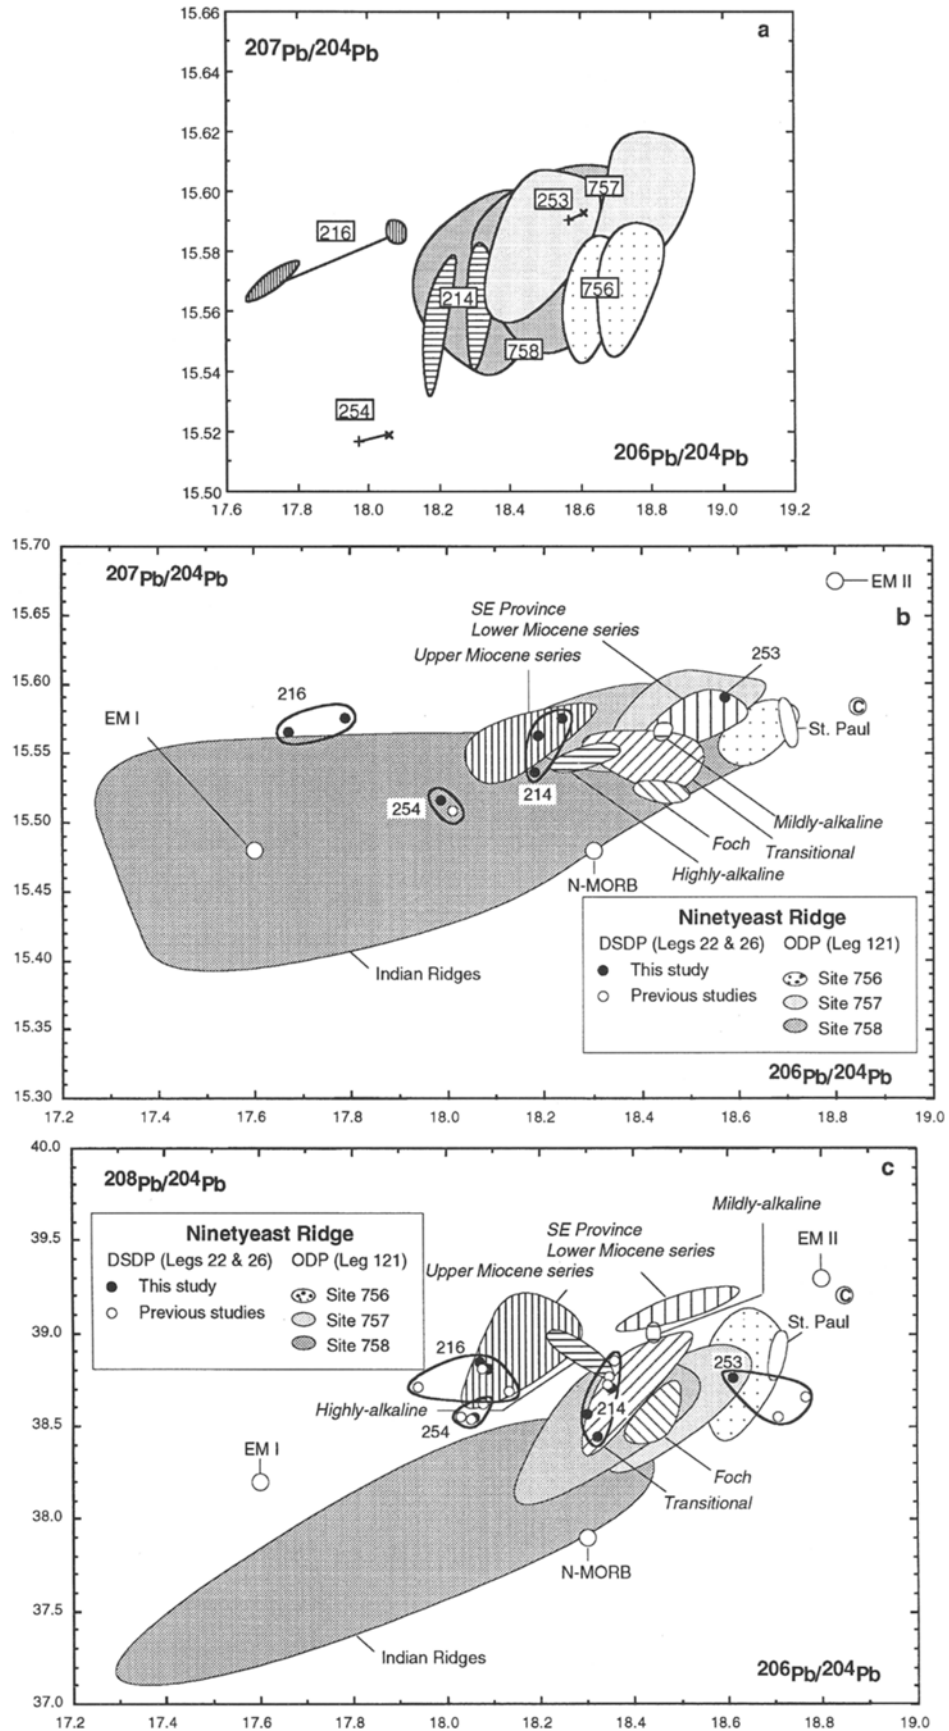 a
207Pb/204Pb
15.66
15.64
15.62
15.60
15.58
15.56
15.54
15.52
15.50
757
253
216
756
214
758
254
206Pb/204Pb
17.6 17.8 18.0 18.2 18.4 18.6 18.8 19.0 19.2
b
207Pb/204Pb
15.70
15.65
15.60
15.55
15.50
15.45
15.40
15.35
15.30
EM II
SE Province
Lower Miocene series
Upper Miocene series
253
216
EM I
C
St. Paul
214
254
Mildly-alkaline
Foch
Transitional
Highly-alkaline
N-MORB
Indian Ridges
Ninetyeast Ridge
DSDP (Legs 22 & 26) ODP (Leg 121)
This study
Previous studies
Site 756
Site 757
Site 758
206Pb/204Pb
17.2 17.4 17.6 17.8 18.0 18.2 18.4 18.6 18.8 19.0
c
208Pb/204Pb
40.0
39.5
39.0
38.5
38.0
37.5
37.0
Ninetyeast Ridge
DSDP (Legs 22 & 26) ODP (Leg 121)
This study
Previous studies
Site 756
Site 757
Site 758
Mildly-alkaline
SE Province
Lower Miocene series
Upper Miocene series
EM II
C
St. Paul
216
253
Highly-alkaline
214
254
EM I
Foch
Transitional
N-MORB
Indian Ridges
206Pb/204Pb
17.2 17.4 17.6 17.8 18.0 18.2 18.4 18.6 18.8 19.0